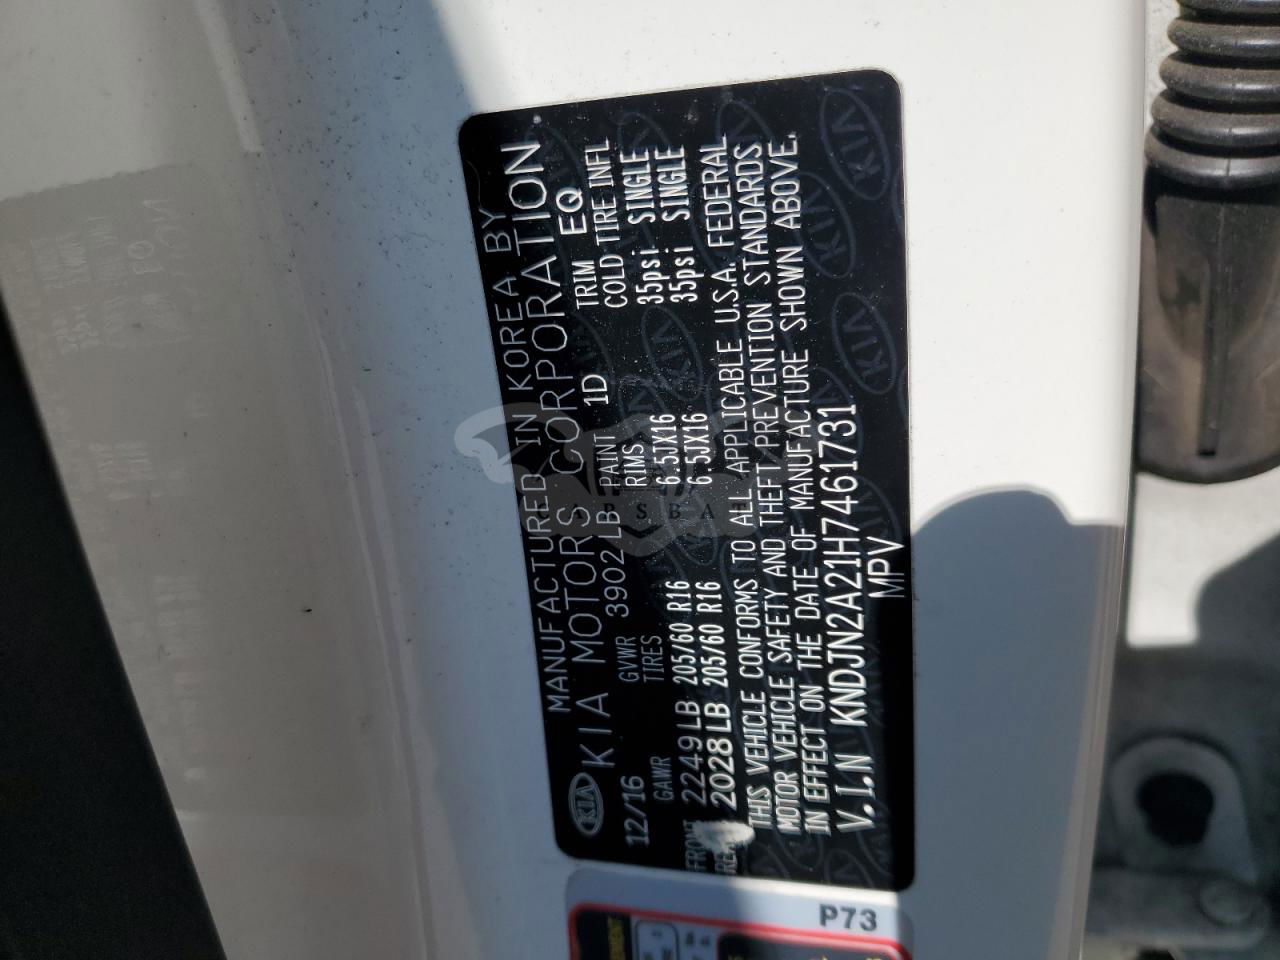 MANUFACTURED IN KOREA BY
KIA KIA MOTORS CORPORATION.
12/16 GVWR 3902 LB PAINT 1D TRIM EQ
GAWR TIRES RIMS COLD TIRE INFL
FRONT 2249LB 205/60 R16 6.5JX16 35psi SINGLE
REAR 2028LB 205/60 R16 6.5JX16 35psi SINGLE
THIS VEHICLE CONFORMS TO ALL APPLICABLE U.S.A. FEDERAL
MOTOR VEHICLE SAFETY AND THEFT PREVENTION STANDARDS
IN EFFECT ON THE DATE OF MANUFACTURE SHOWN ABOVE.
V.I.N KNDJN2A21H7461731
MPV
P73